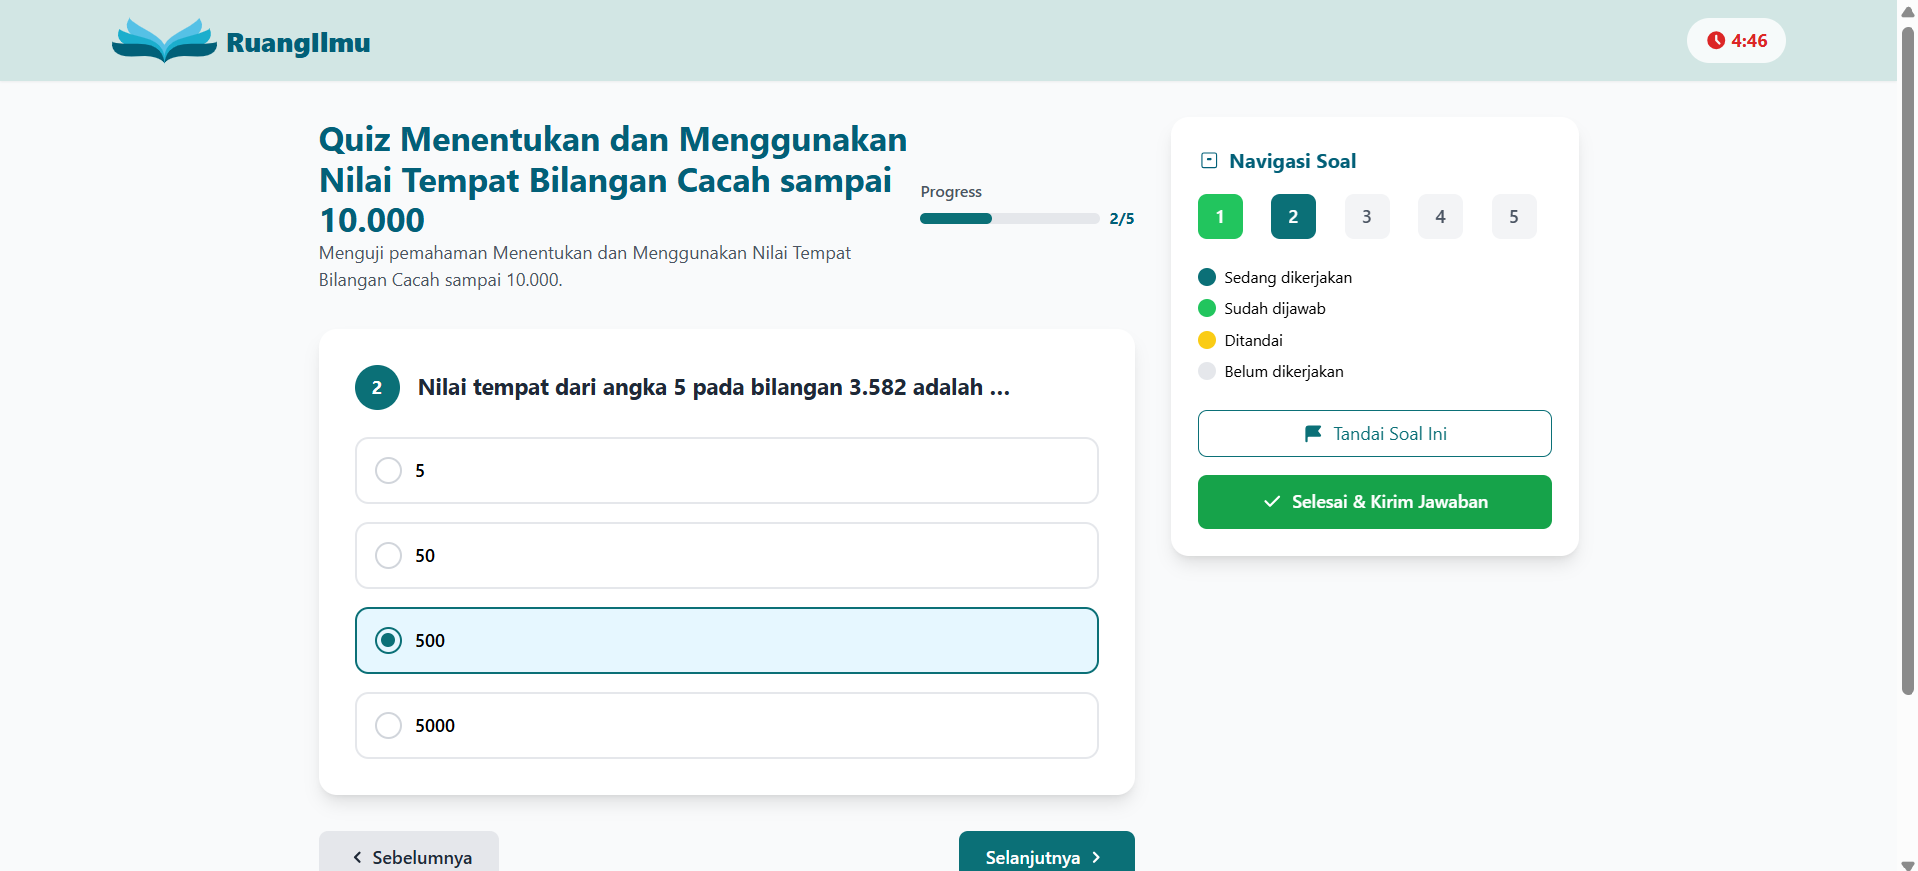 RuangIlmu
4:46
Quiz Menentukan dan Menggunakan
Nilai Tempat Bilangan Cacah sampai
10.000
Menguji pemahaman Menentukan dan Menggunakan Nilai Tempat
Bilangan Cacah sampai 10.000.
Progress
2/5
2 Nilai tempat dari angka 5 pada bilangan 3.582 adalah ...
5
50
500
5000
Sebelumnya
Selanjutnya
Navigasi Soal
1 2 3 4 5
Sedang dikerjakan
Sudah dijawab
Ditandai
Belum dikerjakan
Tandai Soal Ini
Selesai & Kirim Jawaban